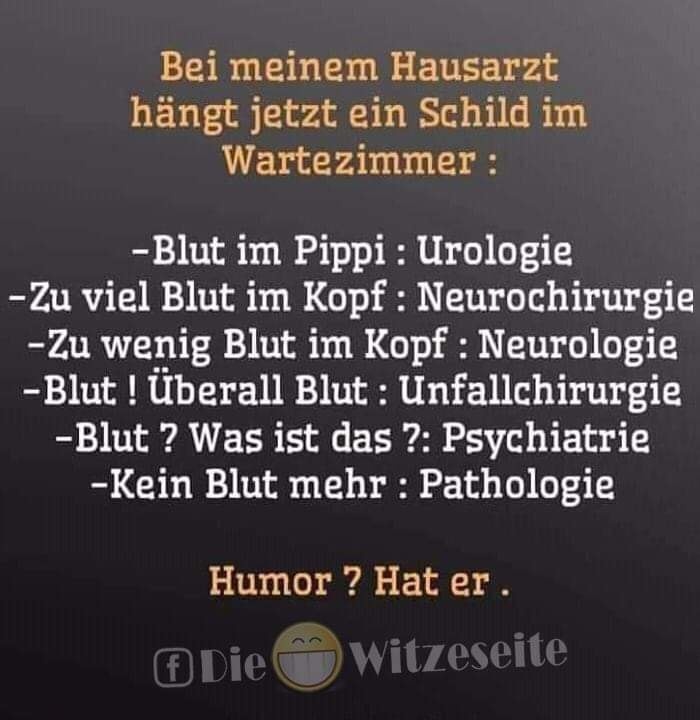 Bei meinem Hausarzt
hängt jetzt ein Schild im
Wartezimmer :
-Blut im Pippi : Urologie
-Zu viel Blut im Kopf : Neurochirurgie
-Zu wenig Blut im Kopf : Neurologie
-Blut ! Überall Blut : Unfallchirurgie
-Blut ? Was ist das ?: Psychiatrie
-Kein Blut mehr : Pathologie
Humor ? Hat er .
f Die Witzeseite